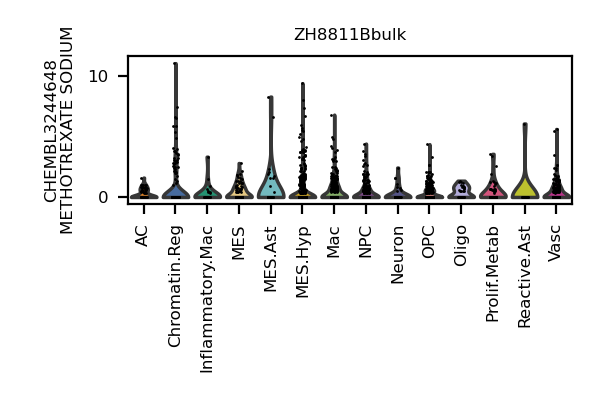 ZH8811Bbulk
CHEMBL3244648
METHOTREXATE SODIUM
10
0
AC
Chromatin.Reg
Inflammatory.Mac
MES
MES.Ast
MES.Hyp
Mac
NPC
Neuron
OPC
Oligo
Prolif.Metab
Reactive.Ast
Vasc